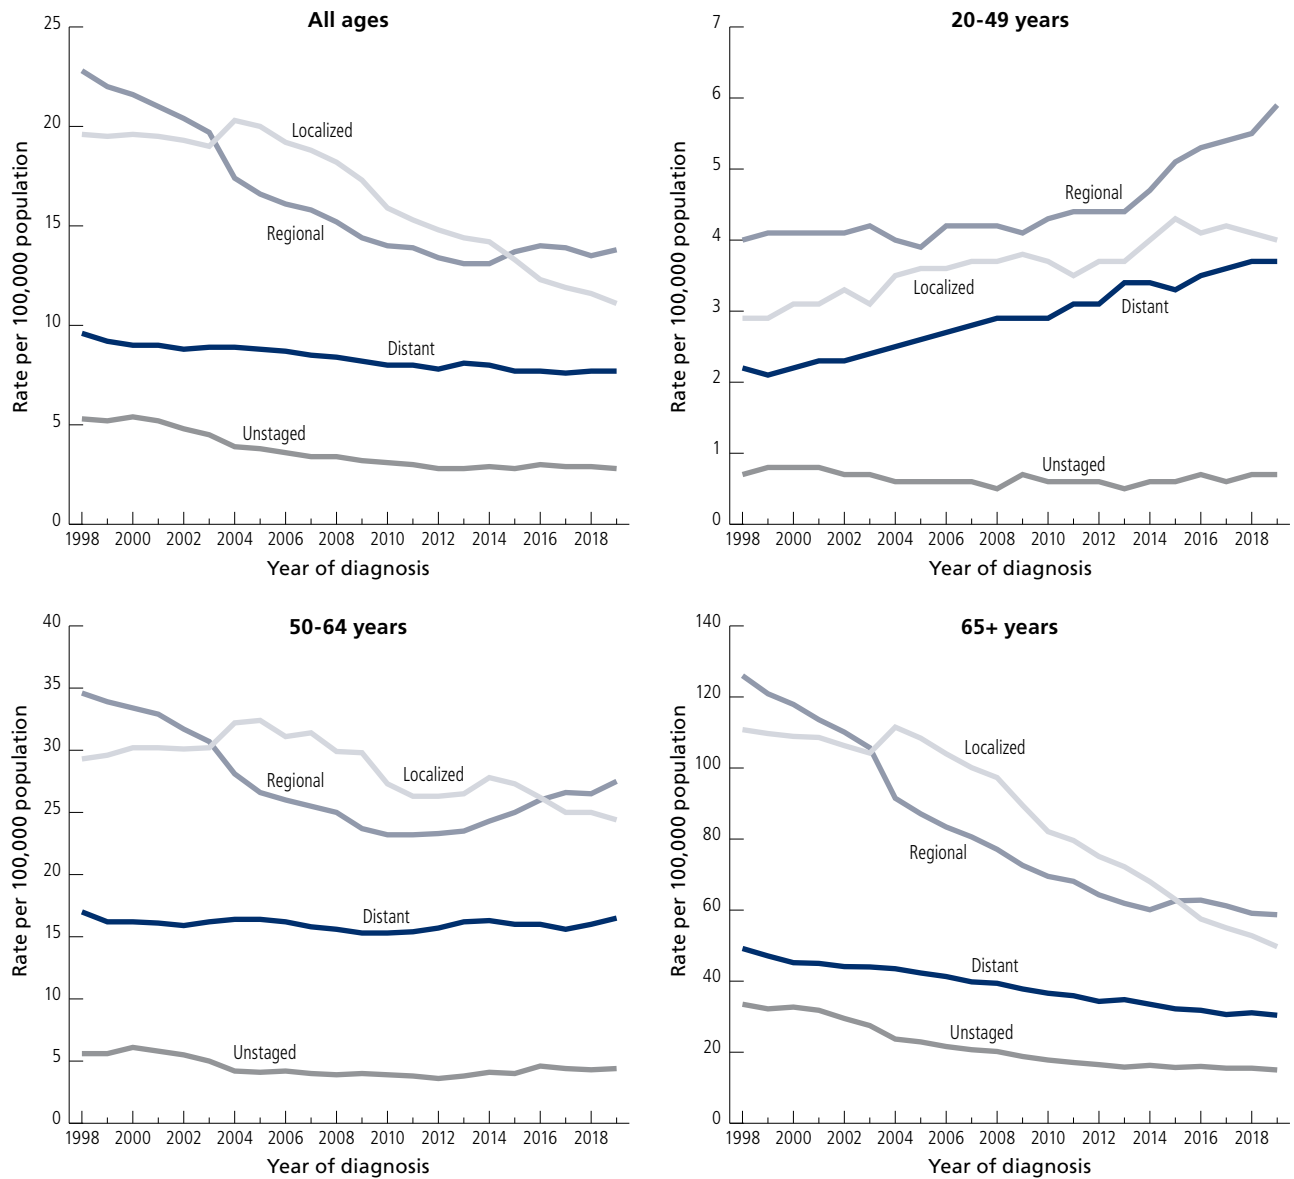 All ages
Rate per 100,000 population
25
20
15
10
5
0
Localized
Regional
Distant
Unstaged
1998 2000 2002 2004 2006 2008 2010 2012 2014 2016 2018
Year of diagnosis
20-49 years
Rate per 100,000 population
7
6
5
4
3
2
1
0
Regional
Localized
Distant
Unstaged
1998 2000 2002 2004 2006 2008 2010 2012 2014 2016 2018
Year of diagnosis
50-64 years
Rate per 100,000 population
40
35
30
25
20
15
10
5
0
Regional
Localized
Distant
Unstaged
1998 2000 2002 2004 2006 2008 2010 2012 2014 2016 2018
Year of diagnosis
65+ years
Rate per 100,000 population
140
120
100
80
60
40
20
0
Localized
Regional
Distant
Unstaged
1998 2000 2002 2004 2006 2008 2010 2012 2014 2016 2018
Year of diagnosis